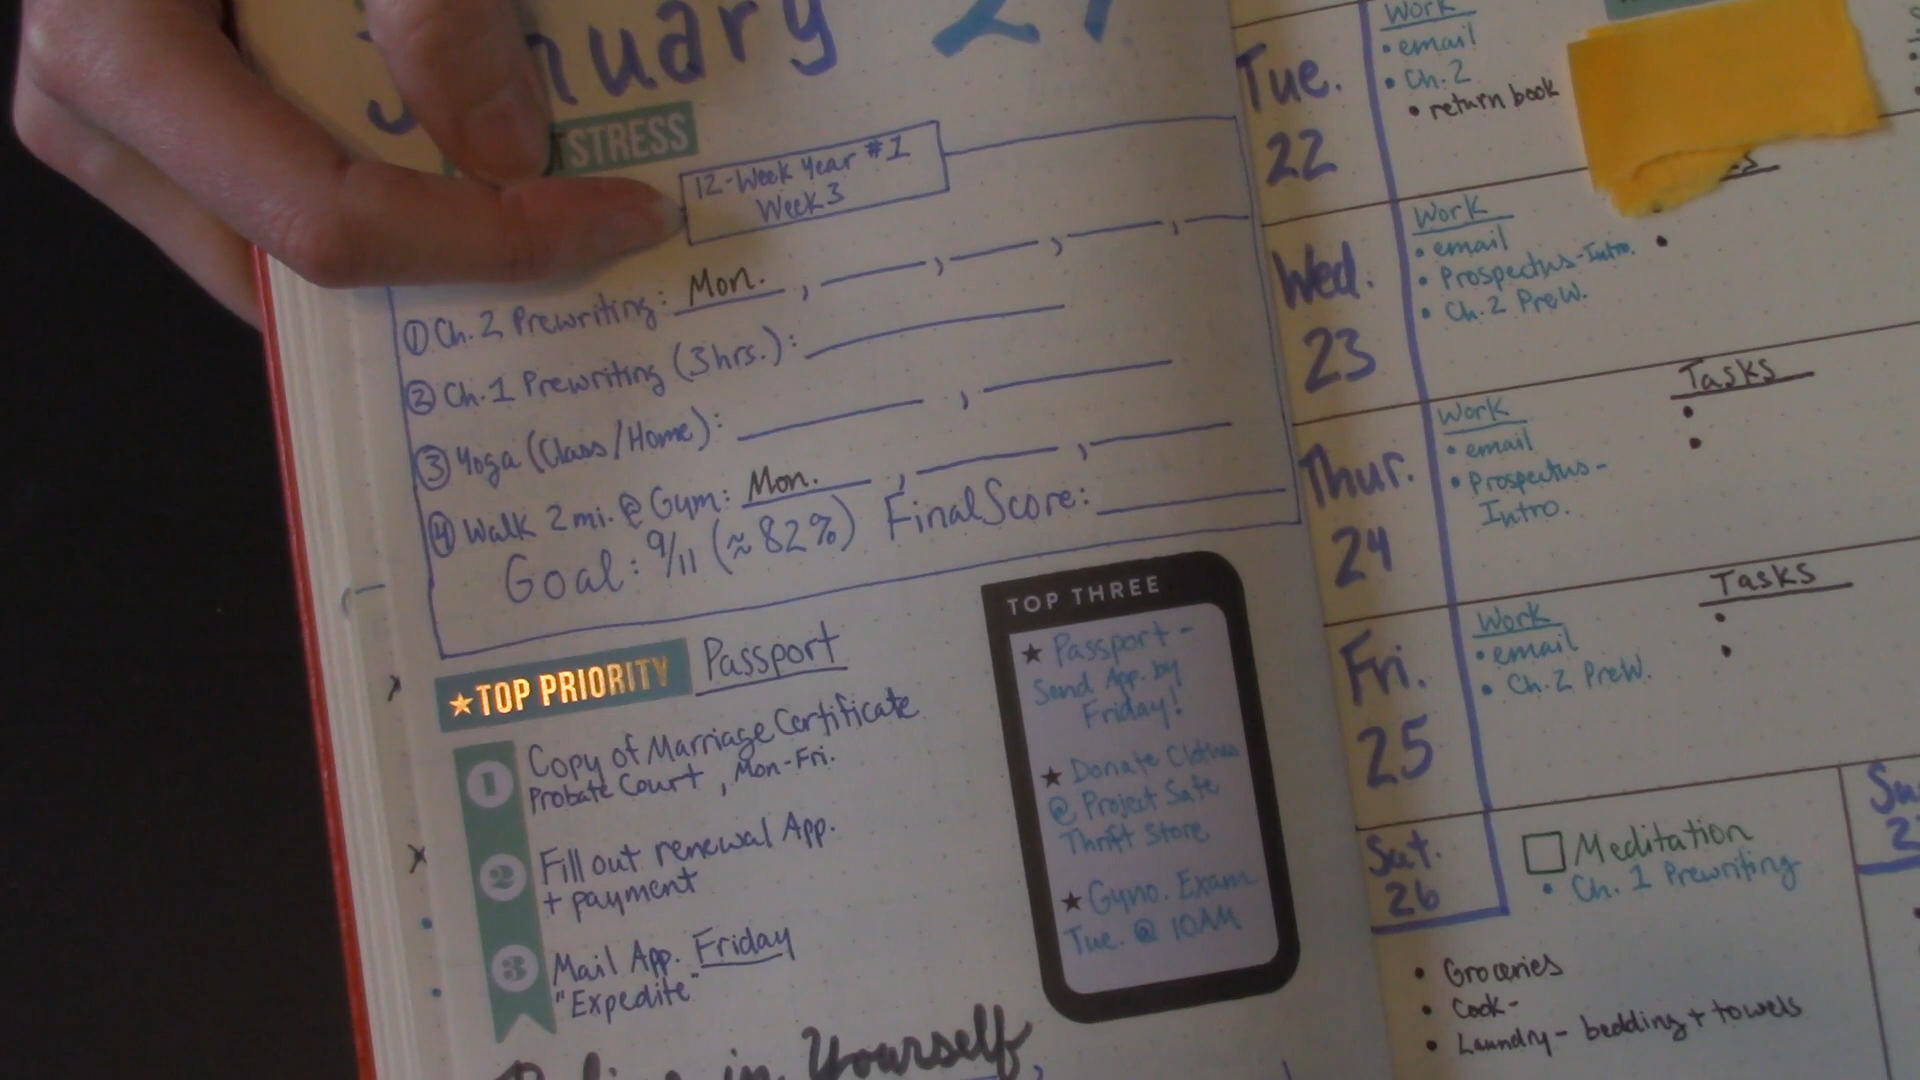 STRESS
12-Week Year #1
Week 3
① Ch. 2 Prewriting: Mon. , , , ,
② Ch. 1 Prewriting (3hrs.):
③ Yoga (Class/Home): ,
④ Walk 2mi. @ Gym: Mon. , ,
Goal: 9/11 (≈82%) Final Score:
★TOP PRIORITY Passport
1 Copy of Marriage Certificate
Probate Court, Mon-Fri.
2 Fill out renewal App.
+ payment
3 Mail App. Friday
"Expedite"
in Yourself
TOP THREE
★ Passport -
Send App. by
Friday!
★ Donate Clothes
@ Project Safe
Thrift Store
★ Gyno. Exam
Tue. @ 10AM
Tue.
22
Work
• email
• Ch. 2
• return book
Wed.
23
Work
• email
• Prospectus-Intro.
• Ch. 2 PreW.
Thur.
24
Work
• email
• Prospectus-
Intro.
Tasks
Fri.
25
Work
• email
• Ch. 2 PreW.
Tasks
Sat.
26
Meditation
• Ch. 1 Prewriting
• Groceries
• Cook-
• Laundry- bedding + towels